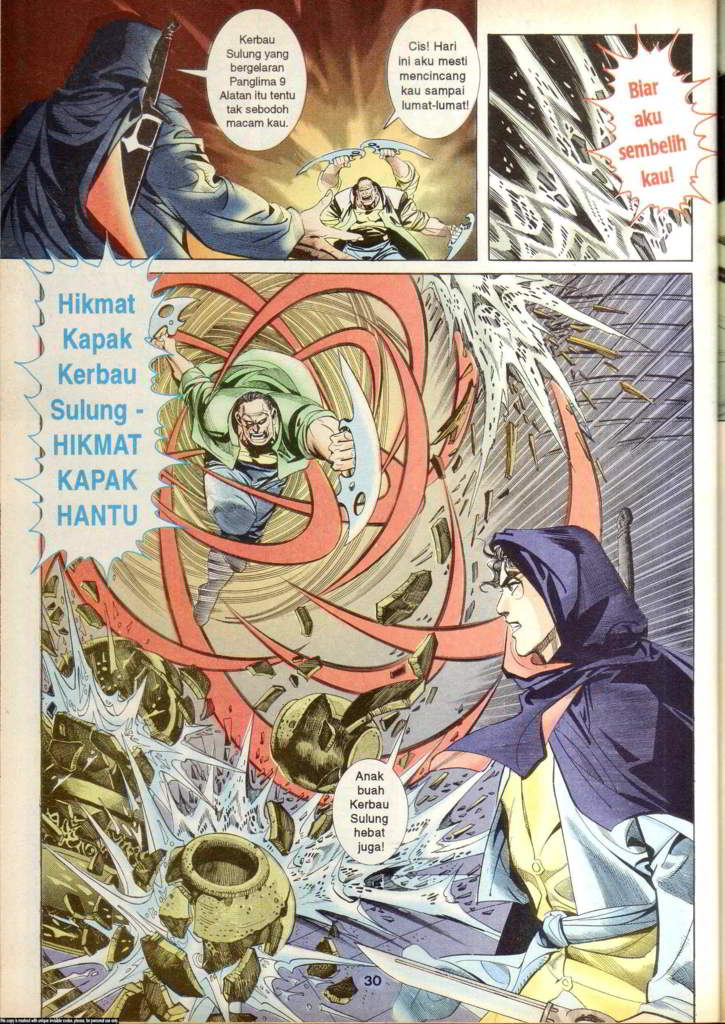 Kerbau
Sulung yang
bergelaran
Panglima 9
Alatan itu tentu
tak sebodoh
macam kau.
Cis! Hari
ini aku mesti
mencincang
kau sampai
lumat-lumat!
Biar
aku
sembelih
kau!
Hikmat
Kapak
Kerbau
Sulung -
HIKMAT
KAPAK
HANTU
Anak
buah
Kerbau
Sulung
hebat
juga!
30